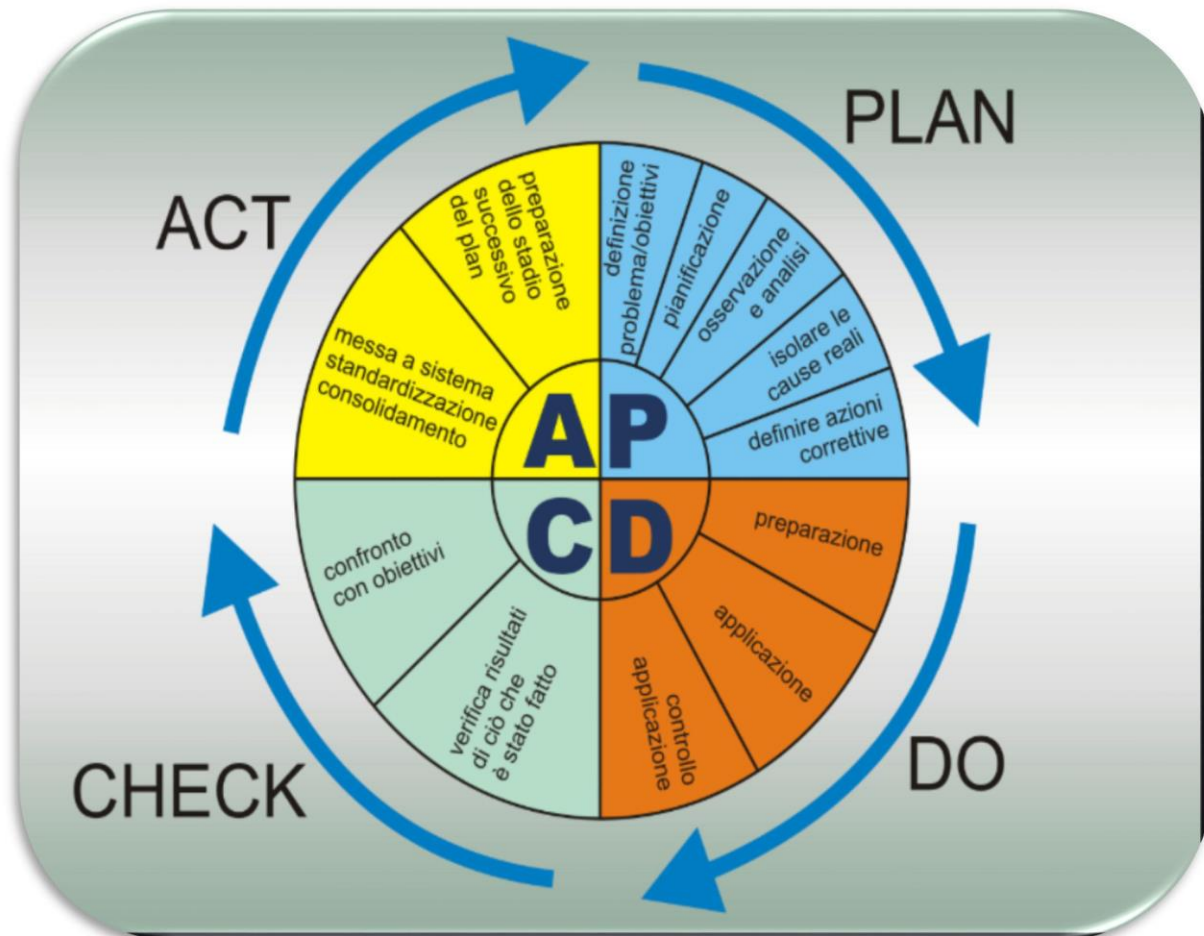 PLAN
definizione
problema/obiettivi
pianificazione
osservazione
e analisi
isolare le
cause reali
definire azioni
correttive
DO
preparazione
applicazione
controllo
applicazione
CHECK
verifica risultati
di ciò che
è stato fatto
confronto
con obiettivi
ACT
messa a sistema
standardizzazione
consolidamento
preparazione
dello stadio
successivo
del plan
A P
C D